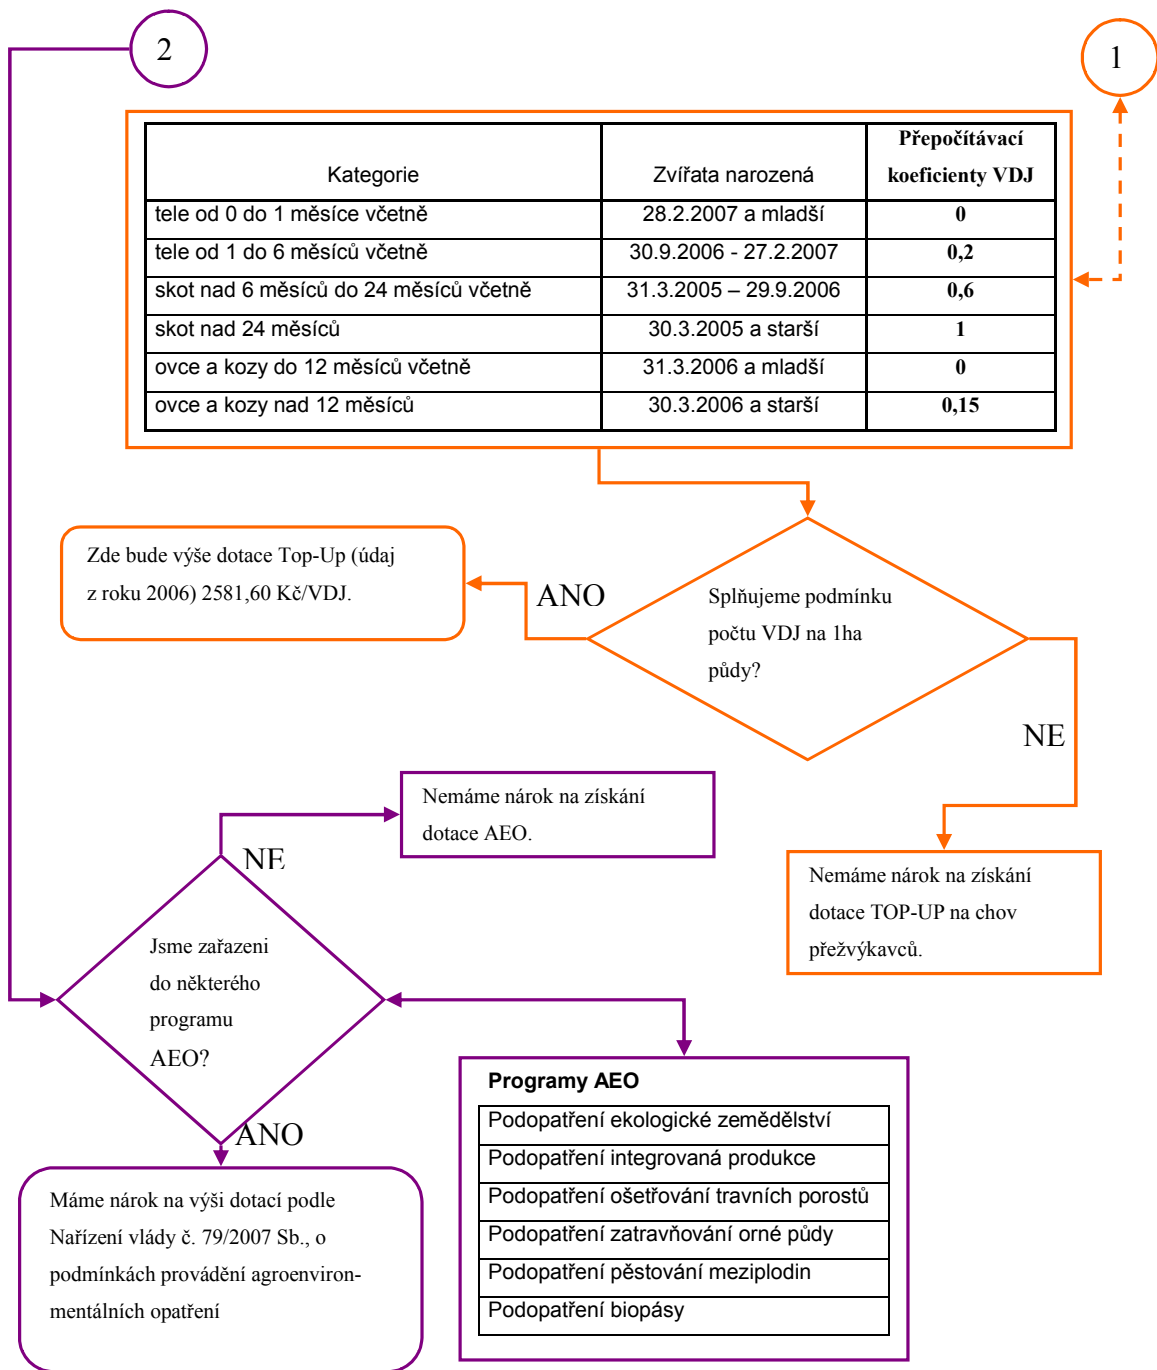 2
1
Kategorie
Zvířata narozená
Přepočítávací
koeficienty VDJ
tele od 0 do 1 měsíce včetně
28.2.2007 a mladší
0
tele od 1 do 6 měsíců včetně
30.9.2006 - 27.2.2007
0,2
skot nad 6 měsíců do 24 měsíců včetně
31.3.2005 – 29.9.2006
0,6
skot nad 24 měsíců
30.3.2005 a starší
1
ovce a kozy do 12 měsíců včetně
31.3.2006 a mladší
0
ovce a kozy nad 12 měsíců
30.3.2006 a starší
0,15
Zde bude výše dotace Top-Up (údaj
z roku 2006) 2581,60 Kč/VDJ.
ANO
Splňujeme podmínku
počtu VDJ na 1ha
půdy?
NE
Nemáme nárok na získání
dotace AEO.
NE
Nemáme nárok na získání
dotace TOP-UP na chov
přežvýkavců.
Jsme zařazeni
do některého
programu
AEO?
ANO
Programy AEO
Podopatření ekologické zemědělství
Podopatření integrovaná produkce
Podopatření ošetřování travních porostů
Podopatření zatravňování orné půdy
Podopatření pěstování meziplodin
Podopatření biopásy
Máme nárok na výši dotací podle
Nařízení vlády č. 79/2007 Sb., o
podmínkách provádění agroenviron-
mentálních opatření